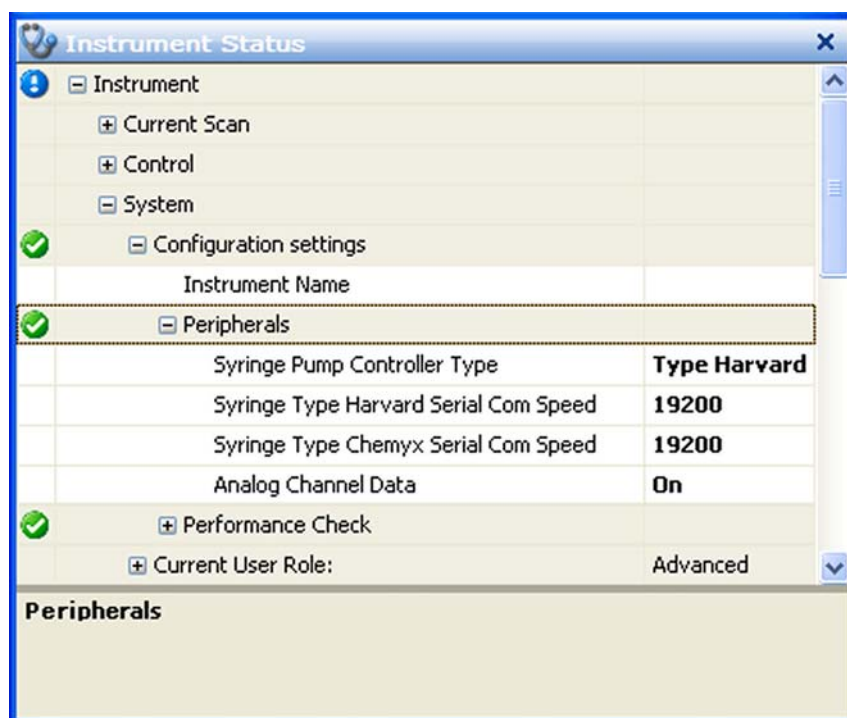 Instrument Status
Instrument
Current Scan
Control
System
Configuration settings
Instrument Name
Peripherals
Syringe Pump Controller Type Type Harvard
Syringe Type Harvard Serial Com Speed 19200
Syringe Type Chemyx Serial Com Speed 19200
Analog Channel Data On
Performance Check
Current User Role: Advanced
Peripherals